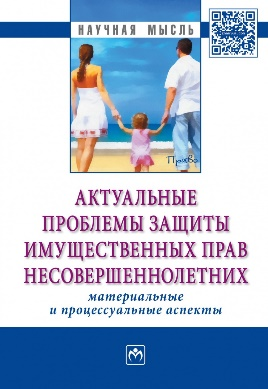 НАУЧНАЯ МЫСЛЬ
Право
АКТУАЛЬНЫЕ
ПРОБЛЕМЫ ЗАЩИТЫ
ИМУЩЕСТВЕННЫХ ПРАВ
НЕСОВЕРШЕННОЛЕТНИХ
материальные
и процессуальные аспекты